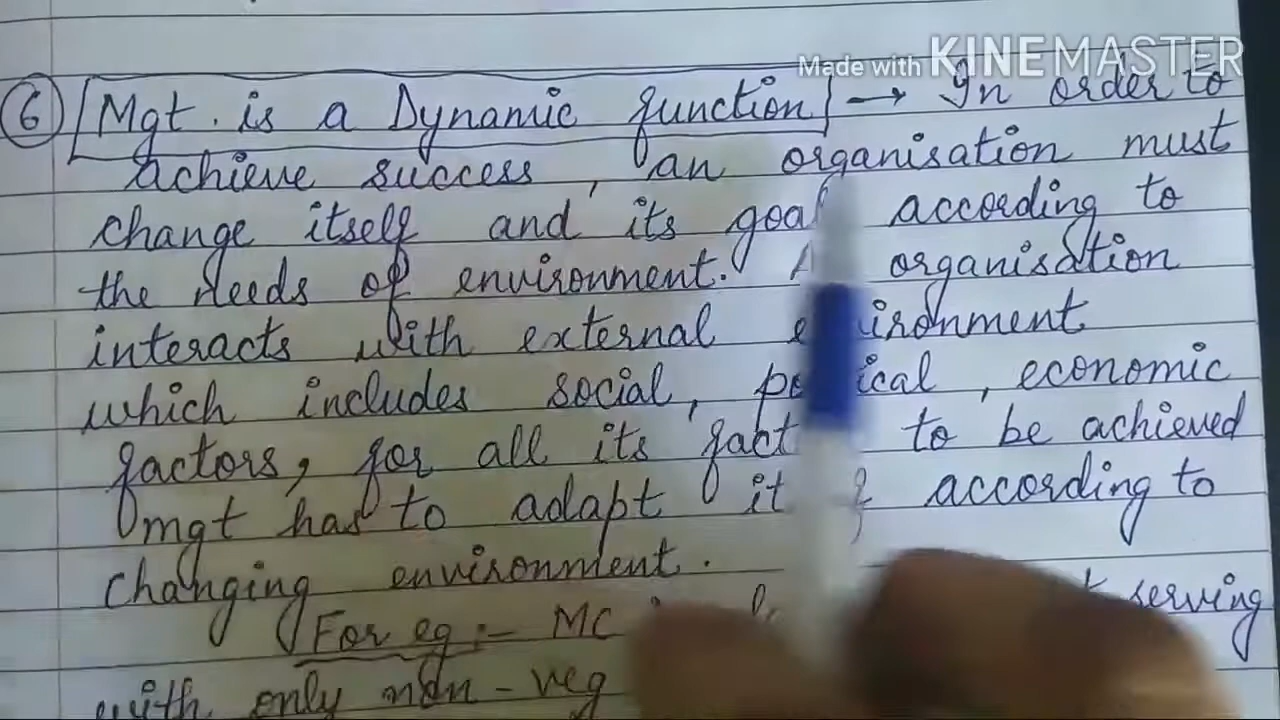 Made with KINEMASTER
6 Mgt. is a Dynamic function → In order to
achieve success, an organisation must
change itself and its goal according to
the needs of environment. organisation
interacts with external environment
which includes social, political, economic
factors, for all its to be achieved
mgt has to adapt itself according to
changing environment.
For eg :- MC serving
with only non-veg